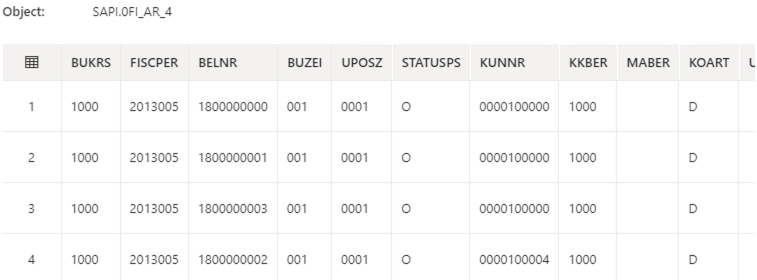 Object: SAPI.0FI_AR_4
BUKRS FISCPER BELNR BUZEI UPOSZ STATUSPS KUNNR KKBER MABER KOART
1 1000 2013005 1800000000 001 0001 O 0000100000 1000 D
2 1000 2013005 1800000001 001 0001 O 0000100000 1000 D
3 1000 2013005 1800000003 001 0001 O 0000100000 1000 D
4 1000 2013005 1800000002 001 0001 O 0000100004 1000 D